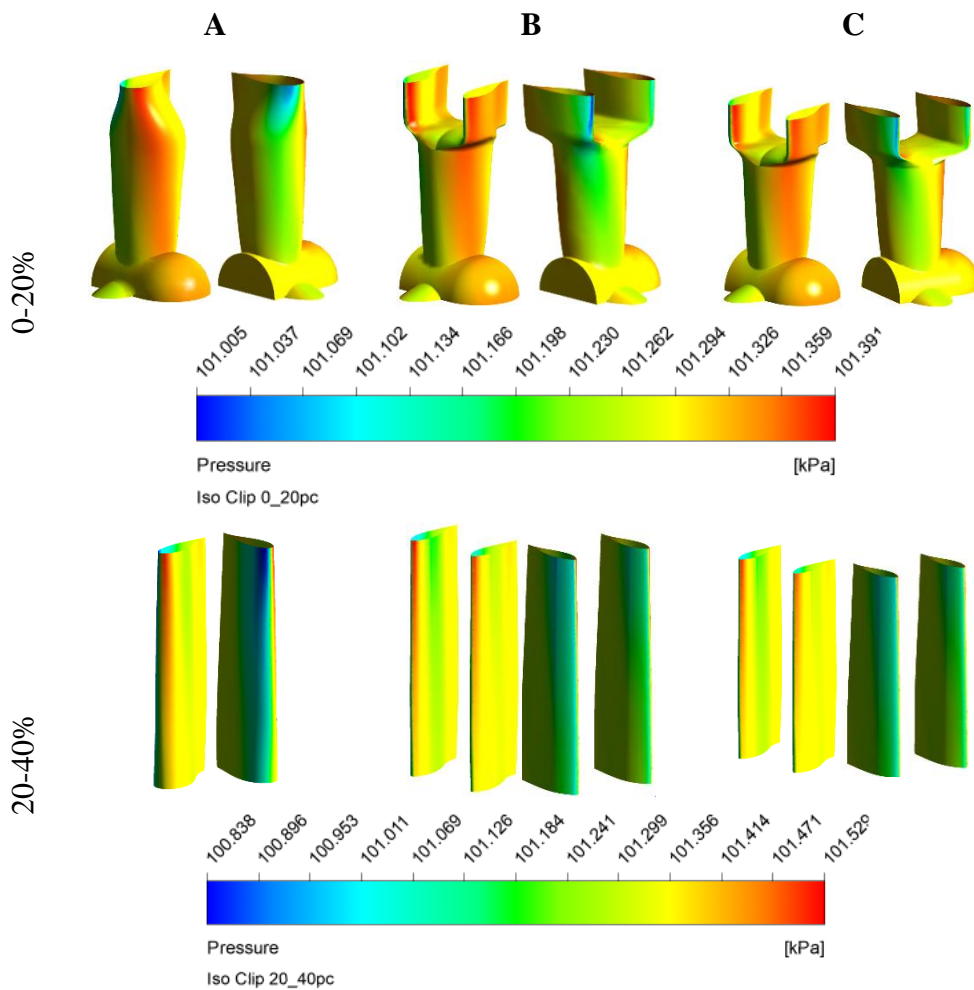 A B C
0-20%
101.005 101.037 101.069 101.102 101.134 101.166 101.198 101.230 101.262 101.294 101.326 101.359 101.391
Pressure [kPa]
Iso Clip 0_20pc
20-40%
100.838 100.896 100.953 101.011 101.069 101.126 101.184 101.241 101.299 101.356 101.414 101.471 101.529
Pressure [kPa]
Iso Clip 20_40pc